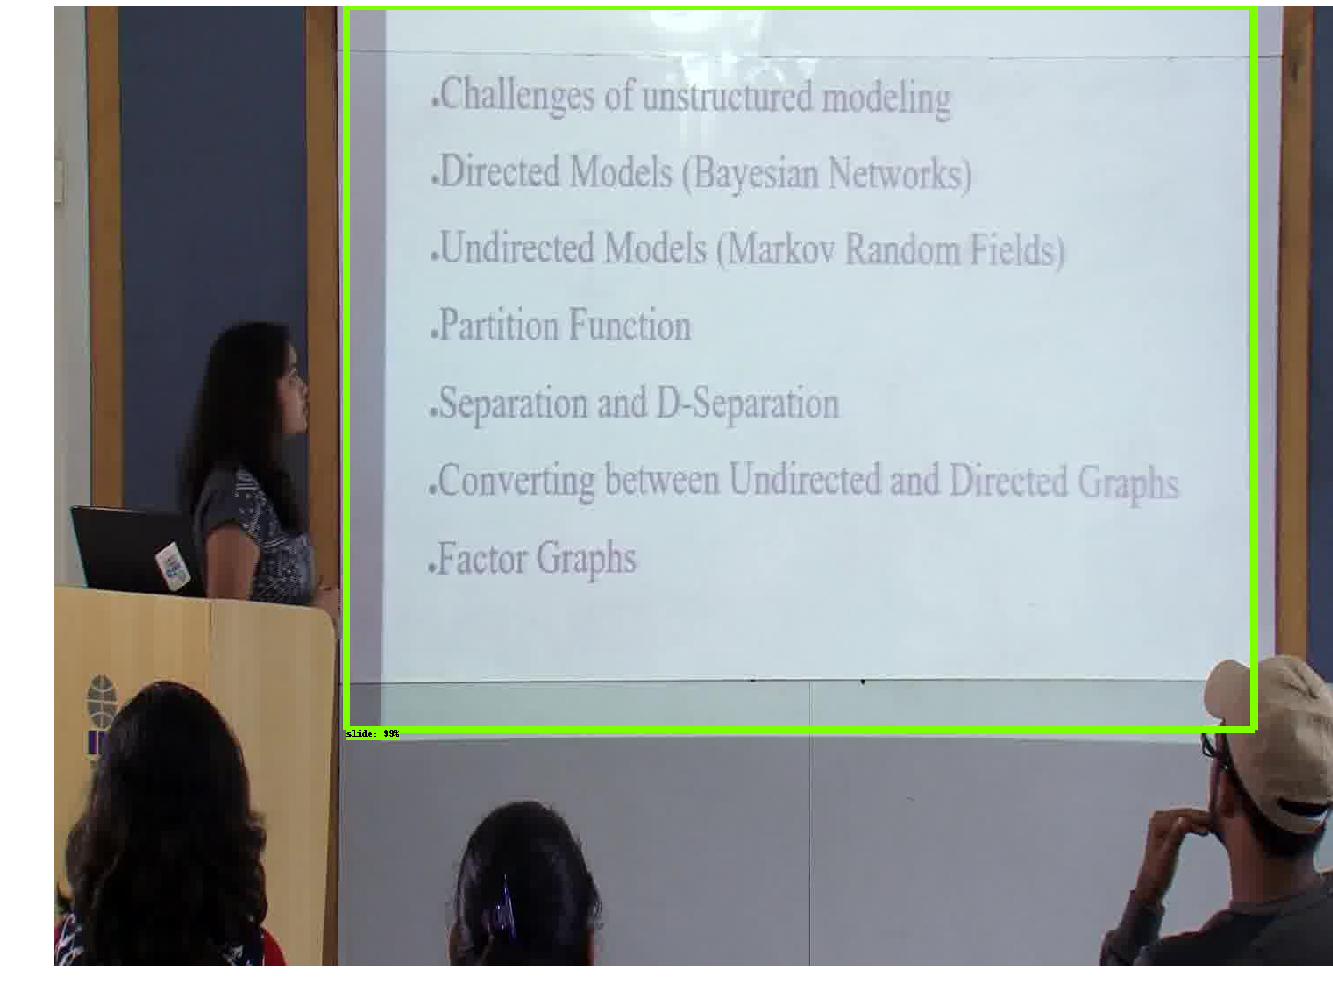 .Challenges of unstructured modeling
.Directed Models (Bayesian Networks)
.Undirected Models (Markov Random Fields)
.Partition Function
.Separation and D-Separation
.Converting between Undirected and Directed Graphs
.Factor Graphs
slide: 99%